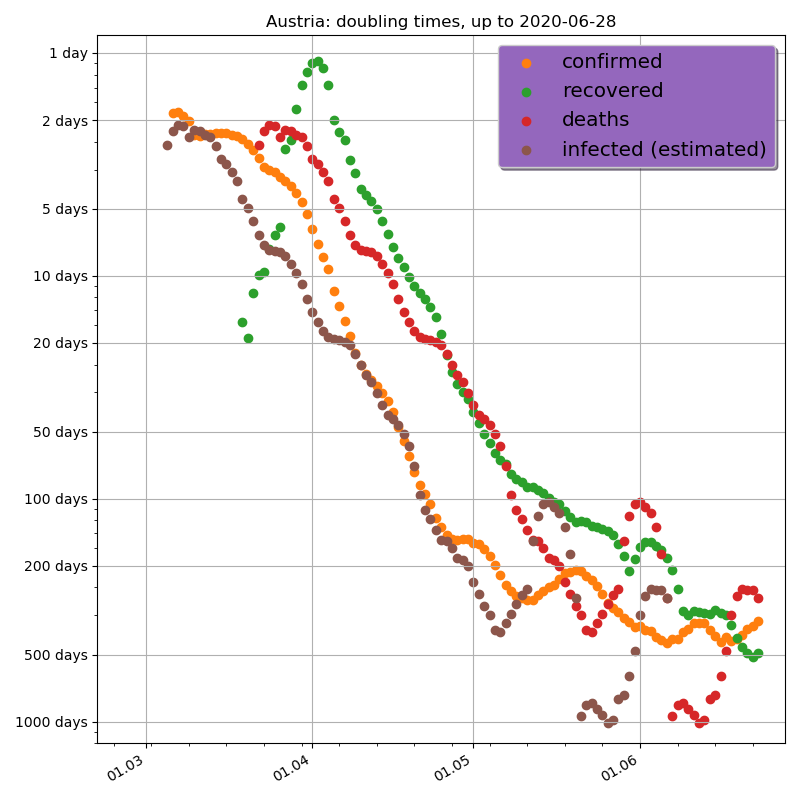 Austria: doubling times, up to 2020-06-28
confirmed
recovered
deaths
infected (estimated)
1 day
2 days
5 days
10 days
20 days
50 days
100 days
200 days
500 days
1000 days
01.03
01.04
01.05
01.06